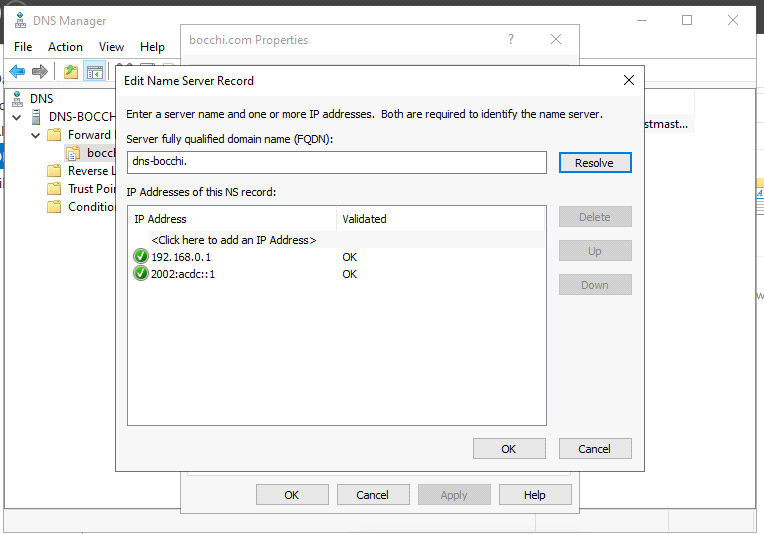 DNS Manager
File Action View Help
bocchi.com Properties
?
Edit Name Server Record
Enter a server name and one or more IP addresses. Both are required to identify the name server.
Server fully qualified domain name (FQDN):
dns-bocchi.
Resolve
IP Addresses of this NS record:
IP Address Validated
<Click here to add an IP Address>
192.168.0.1 OK
2002:acdc::1 OK
Delete
Up
Down
OK Cancel
DNS
DNS-BOCCH
Forward
bocc
Reverse L
Trust Poin
Condition
stmast...
OK Cancel Apply Help